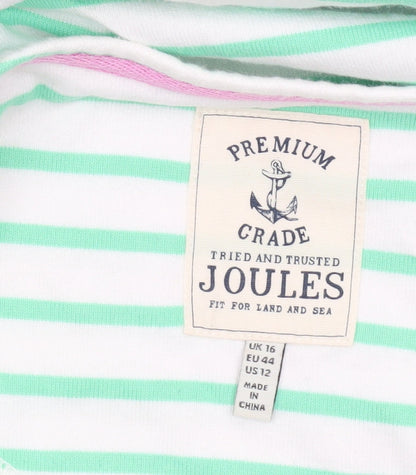 PREMIUM
GRADE
TRIED AND TRUSTED
JOULES
FIT FOR LAND AND SEA
UK 16
EU 44
US 12
MADE
IN
CHINA